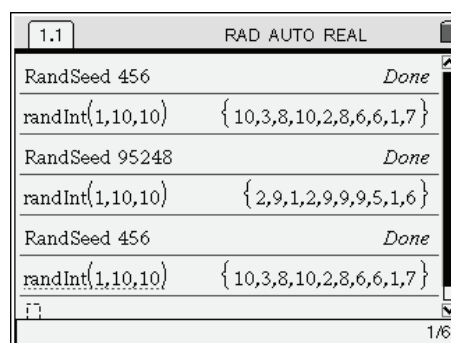 1.1 RAD AUTO REAL
RandSeed 456 Done
randInt(1,10,10) {10,3,8,10,2,8,6,6,1,7}
RandSeed 95248 Done
randInt(1,10,10) {2,9,1,2,9,9,9,5,1,6}
RandSeed 456 Done
randInt(1,10,10) {10,3,8,10,2,8,6,6,1,7}
1/6